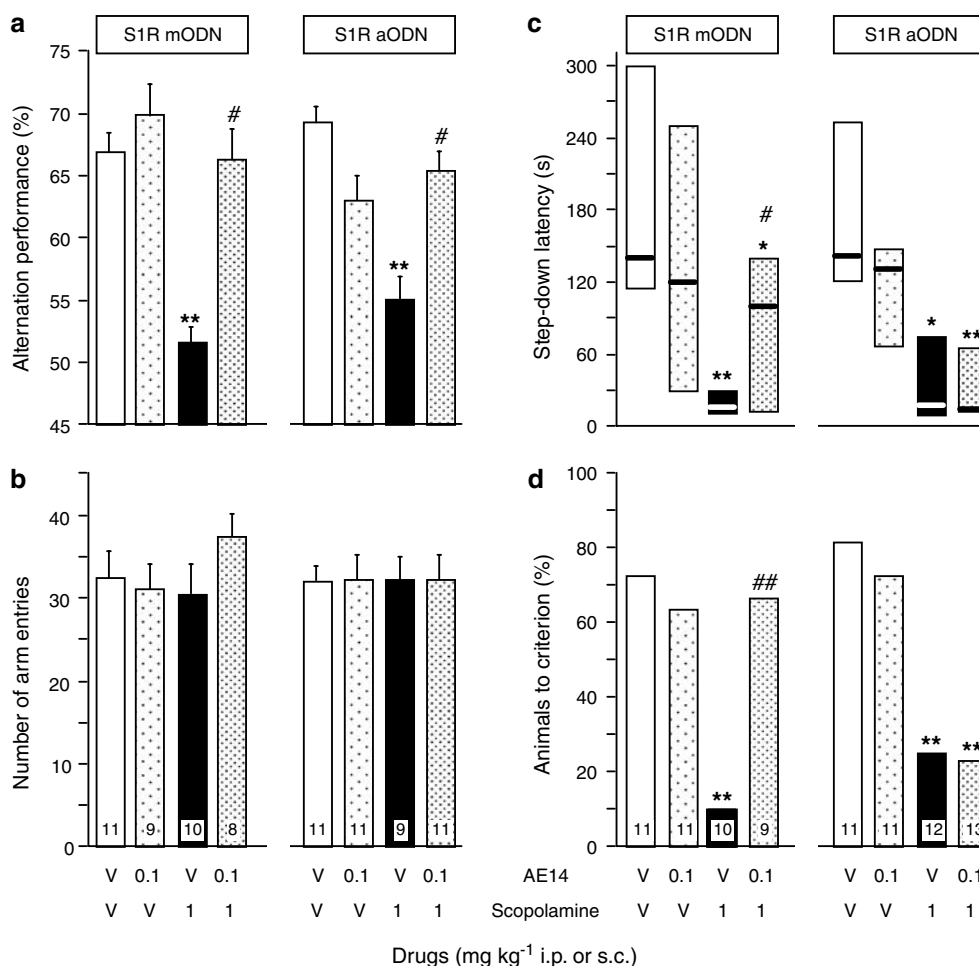 a
S1R mODN
S1R aODN
75
70
65
60
55
50
45
Alternation performance (%)
**
#
**
#
c
S1R mODN
S1R aODN
300
240
180
120
60
0
Step-down latency (s)
**
#
*
*
**
b
40
30
20
10
0
Number of arm entries
11 9 10 8
11 11 9 11
d
100
80
60
40
20
0
Animals to criterion (%)
**
##
**
**
11 11 10 9
11 11 12 13
V 0.1 V 0.1 V 0.1 V 0.1 AE14 V 0.1 V 0.1 V 0.1 V 0.1
V V 1 1 V V 1 1 Scopolamine V V 1 1 V V 1 1
Drugs (mg kg⁻¹ i.p. or s.c.)